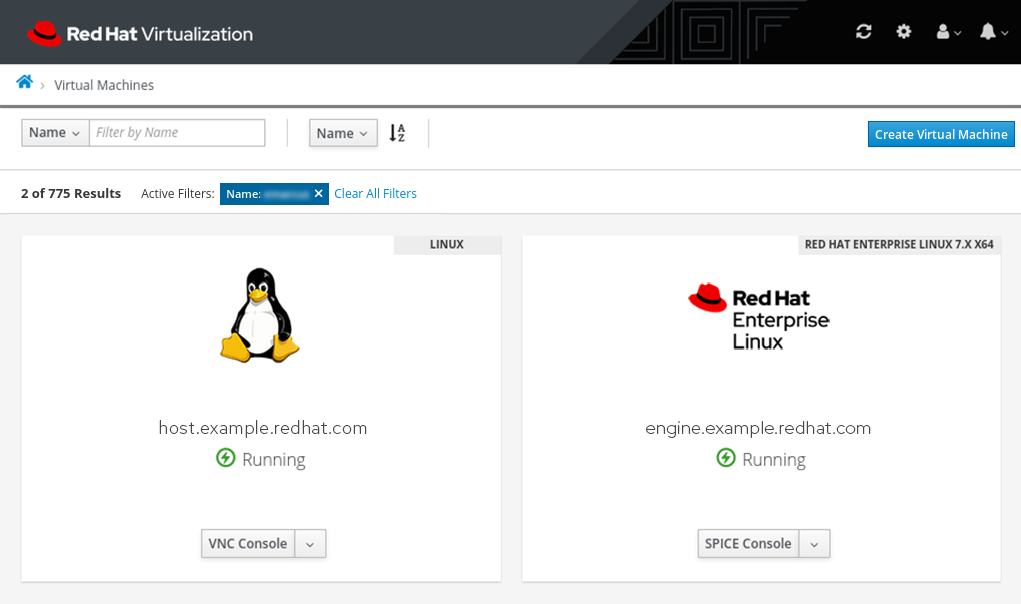 Red Hat Virtualization
Virtual Machines
Name Filter by Name Name A Z Create Virtual Machine
2 of 775 Results Active Filters: Name: Clear All Filters
LINUX
host.example.redhat.com
Running
VNC Console
RED HAT ENTERPRISE LINUX 7.X X64
Red Hat
Enterprise
Linux
engine.example.redhat.com
Running
SPICE Console